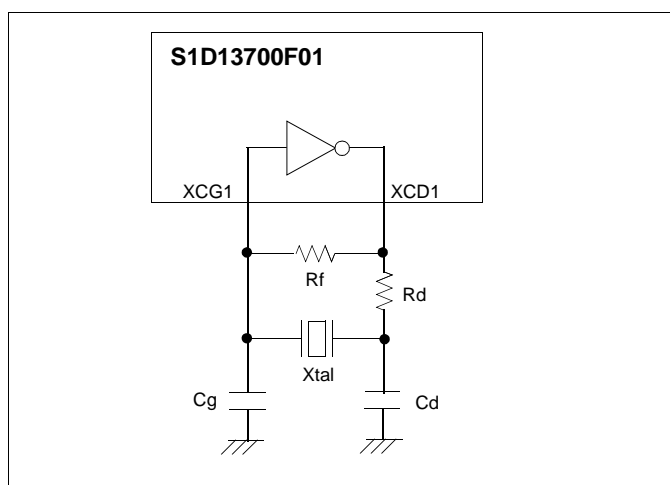 S1D13700F01
XCG1
XCD1
Rf
Rd
Xtal
Cg
Cd